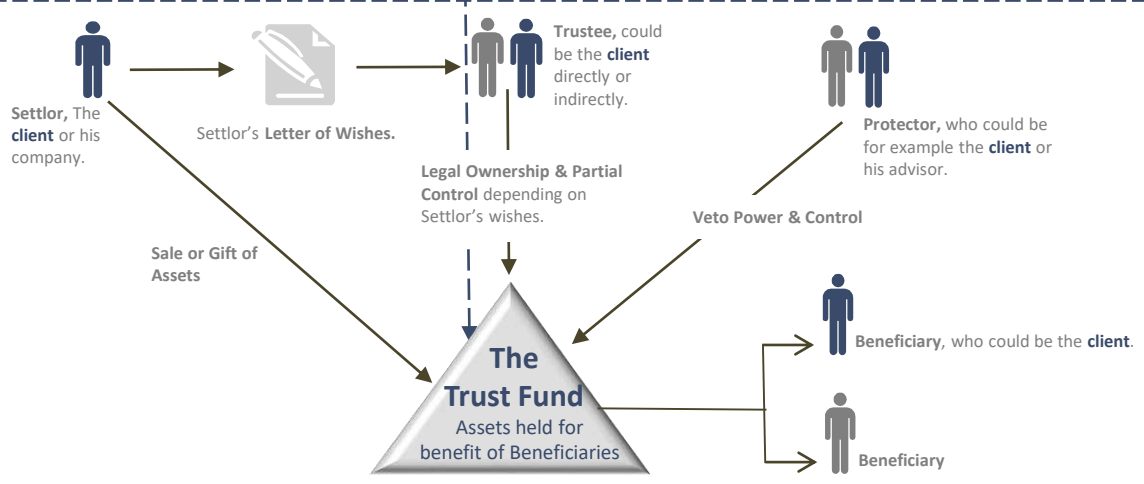 Settlor, The
client or his
company.
Settlor's Letter of Wishes.
Trustee, could
be the client
directly or
indirectly.
Protector, who could be
for example the client or
his advisor.
Legal Ownership & Partial
Control depending on
Settlor's wishes.
Veto Power & Control
Sale or Gift of
Assets
The
Trust Fund
Assets held for
benefit of Beneficiaries
Beneficiary, who could be the client.
Beneficiary